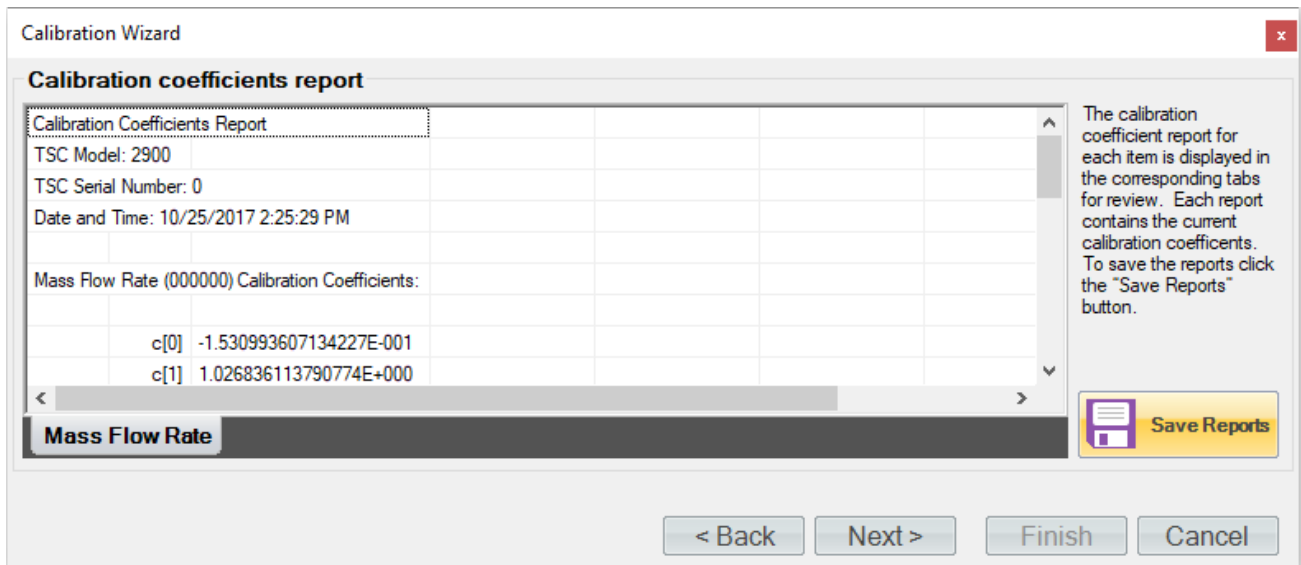 Calibration Wizard
x
Calibration coefficients report
Calibration Coefficients Report
TSC Model: 2900
TSC Serial Number: 0
Date and Time: 10/25/2017 2:25:29 PM
Mass Flow Rate (000000) Calibration Coefficients:
c[0] -1.530993607134227E-001
c[1] 1.026836113790774E+000
Mass Flow Rate
The calibration
coefficient report for
each item is displayed in
the corresponding tabs
for review. Each report
contains the current
calibration coefficents.
To save the reports click
the "Save Reports"
button.
Save Reports
< Back
Next >
Finish
Cancel